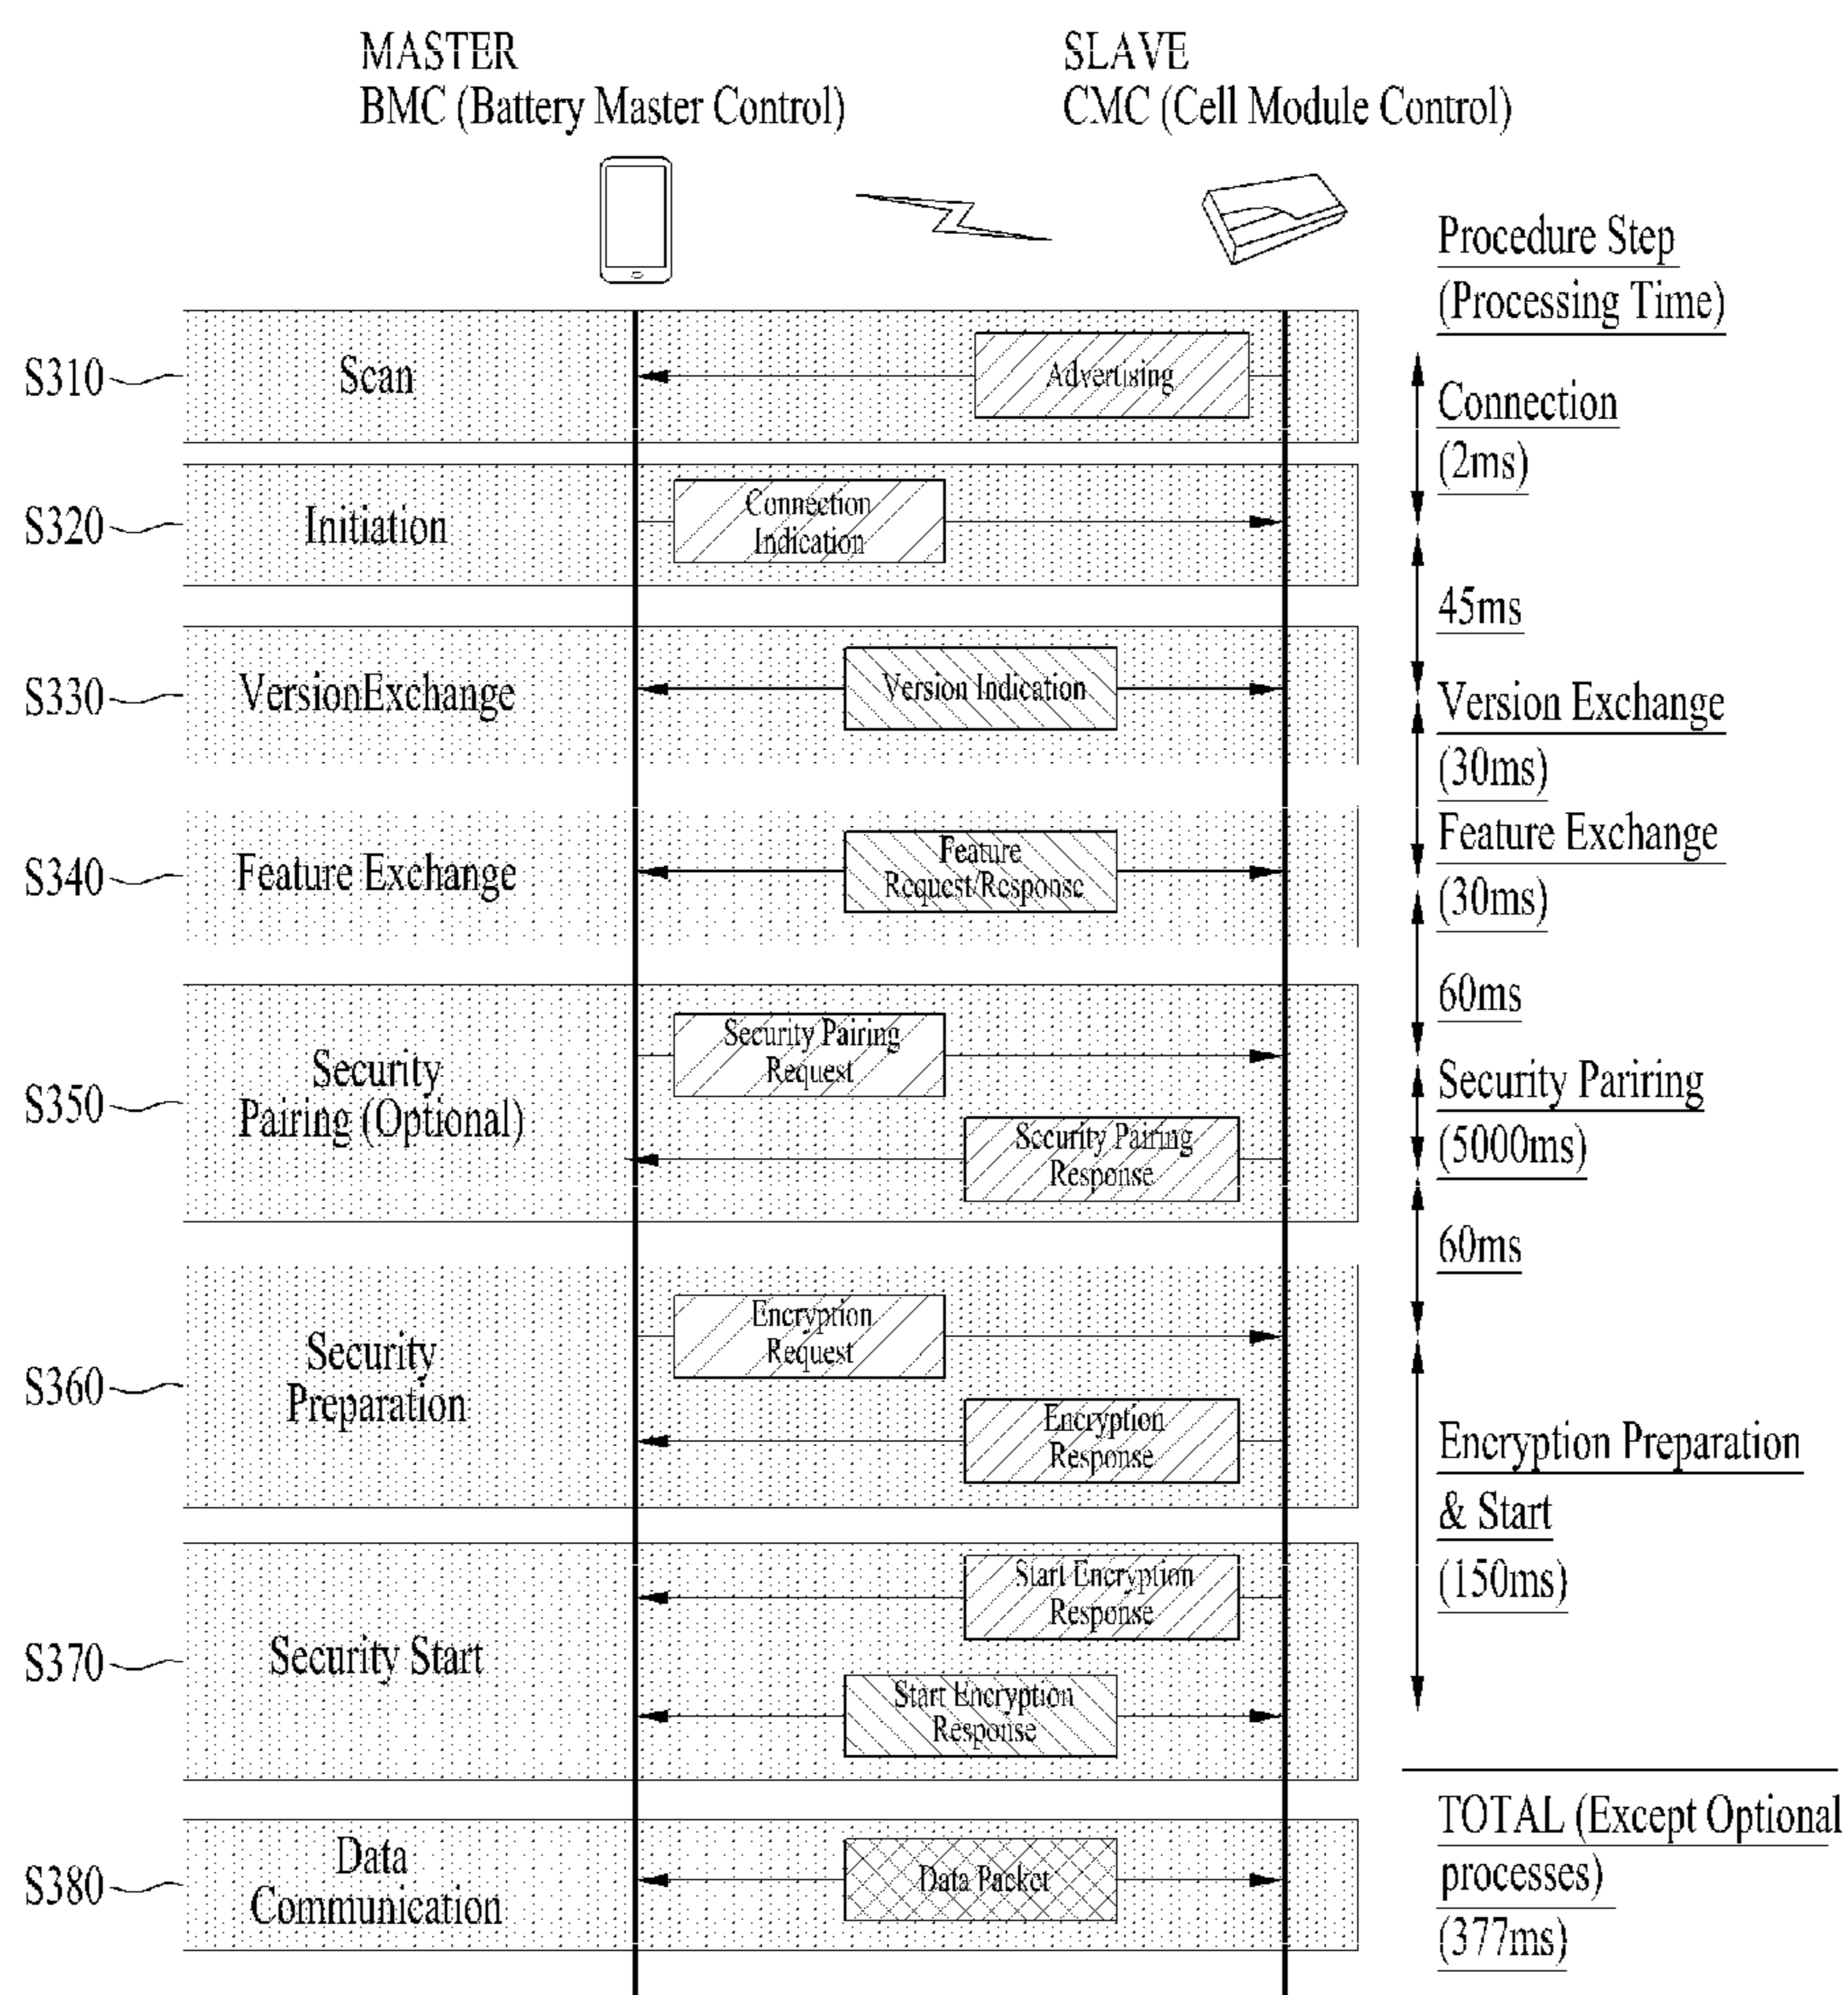 MASTER
BMC (Battery Master Control)
SLAVE
CMC (Cell Module Control)
Procedure Step
(Processing Time)
S310
Scan
Advertising
Connection
(2ms)
S320
Initiation
Connection
Indication
45ms
S330
VersionExchange
Version Indication
Version Exchange
(30ms)
S340
Feature Exchange
Feature
Request/Response
Feature Exchange
(30ms)
60ms
S350
Security
Pairing (Optional)
Security Pairing
Request
Security Pairing
Response
Security Pariring
(5000ms)
60ms
S360
Security
Preparation
Encryption
Request
Encryption
Response
Encryption Preparation
& Start
(150ms)
S370
Security Start
Start Encryption
Response
Start Encryption
Response
S380
Data
Communication
Data Packet
TOTAL (Except Optional
processes)
(377ms)